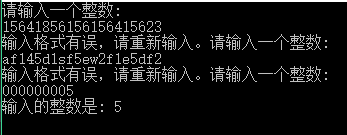 请输入一个整数:
15641856156156415623
输入格式有误，请重新输入。请输入一个整数:
af145d1sf5ew2f1e5df2
输入格式有误，请重新输入。请输入一个整数:
000000005
输入的整数是: 5